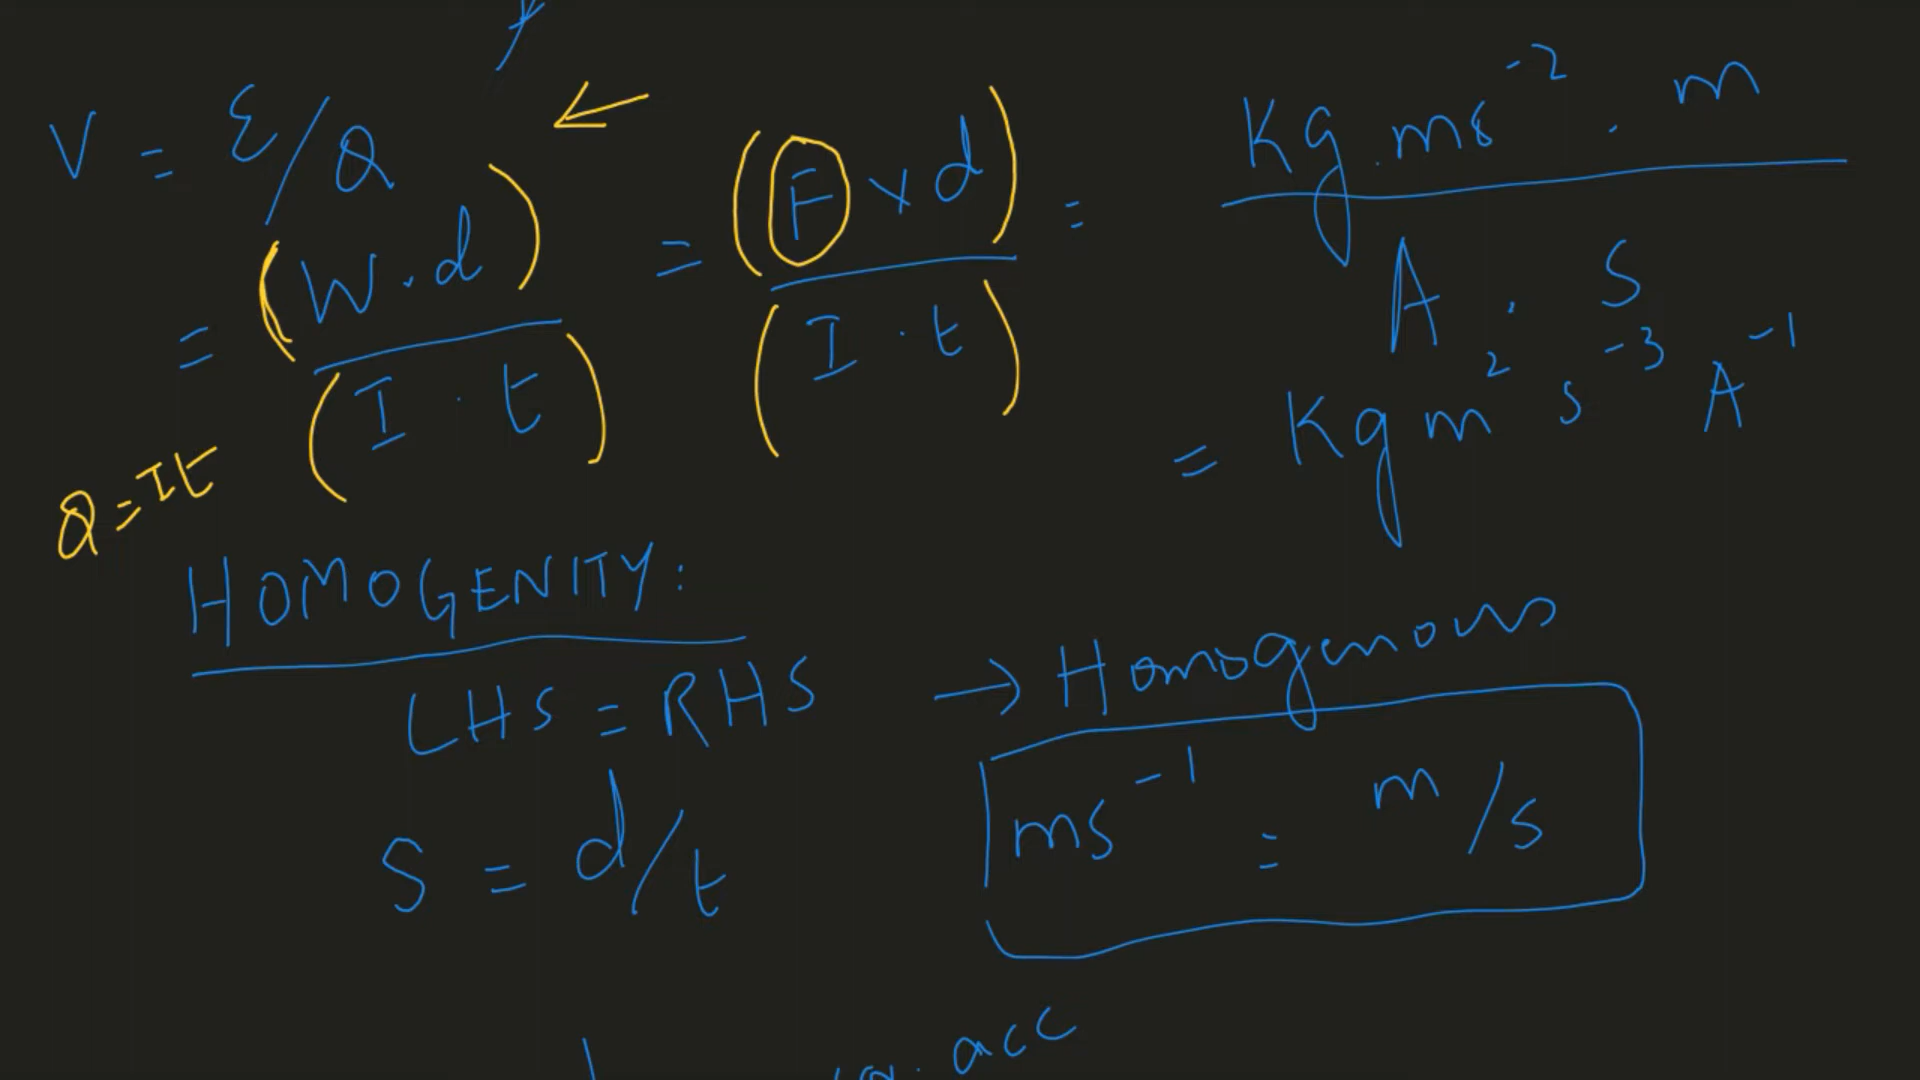 V = E/Q
= (W.d) / (I . t) = (F x d) / (I . t) = Kg.ms⁻² . m / A . S
Q = It
= Kg m² s⁻³ A⁻¹
HOMOGENITY:
LHS = RHS → Homogenous
S = d/t
ms⁻¹ = m/s
acc